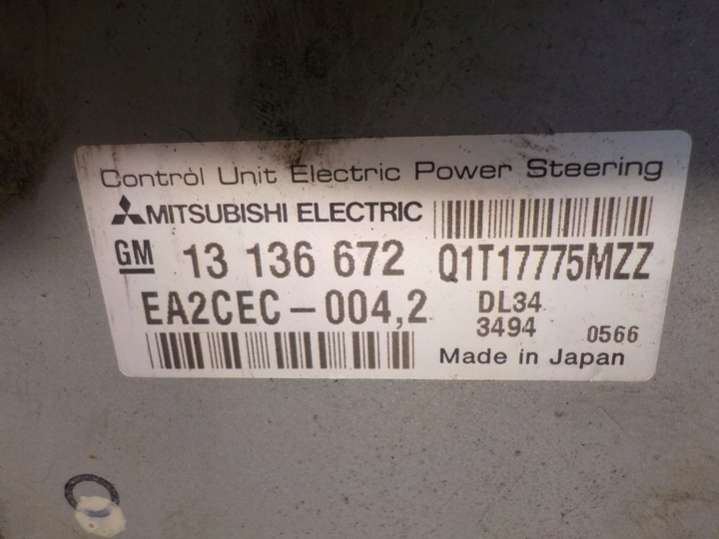 Control Unit Electric Power Steering
MITSUBISHI ELECTRIC
GM 13 136 672 Q1T17775MZZ
EA2CEC-004,2 DL34
3494 0566
Made in Japan